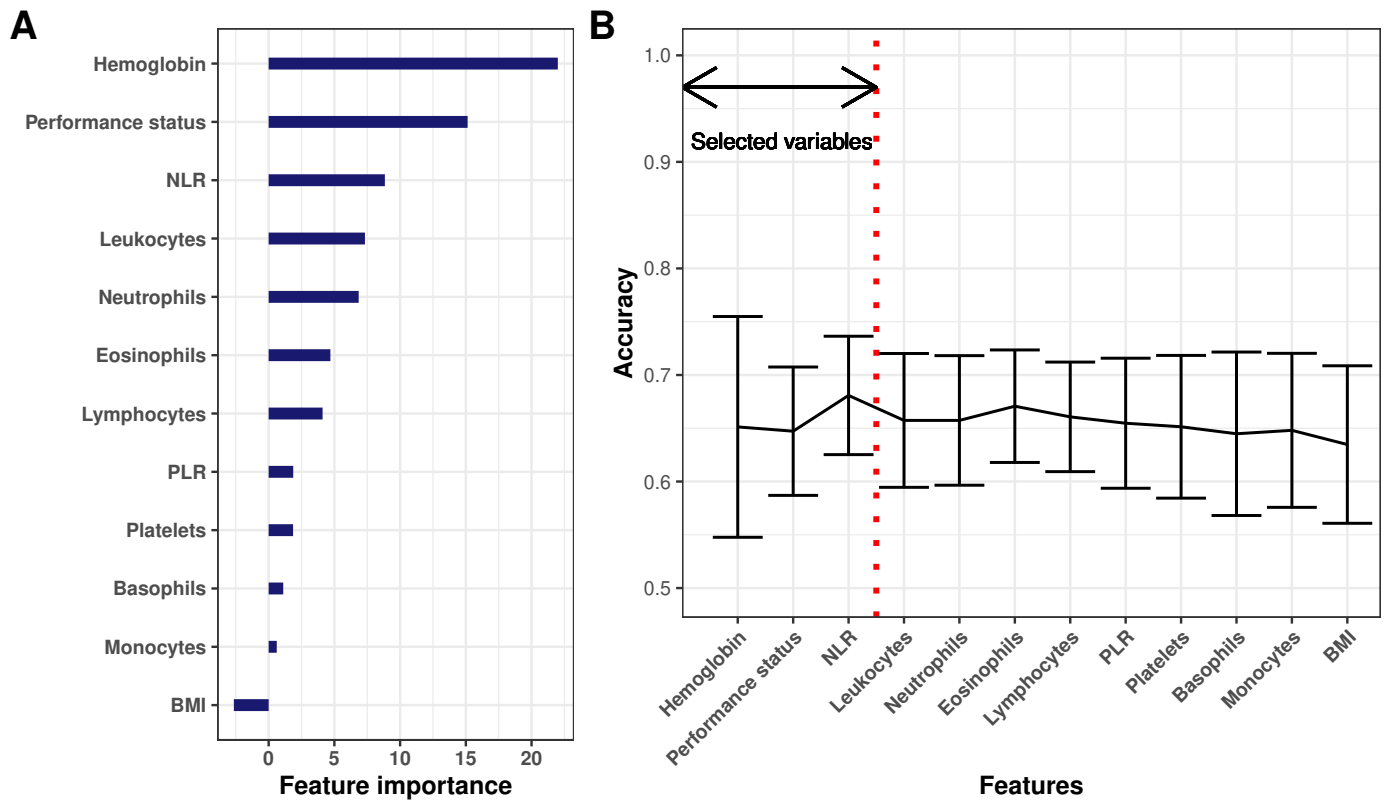 A
Hemoglobin
Performance status
NLR
Leukocytes
Neutrophils
Eosinophils
Lymphocytes
PLR
Platelets
Basophils
Monocytes
BMI
0 5 10 15 20
Feature importance
B
1.0
0.9
0.8
0.7
0.6
0.5
Accuracy
Selected variables
Hemoglobin
Performance status
NLR
Leukocytes
Neutrophils
Eosinophils
Lymphocytes
PLR
Platelets
Basophils
Monocytes
BMI
Features